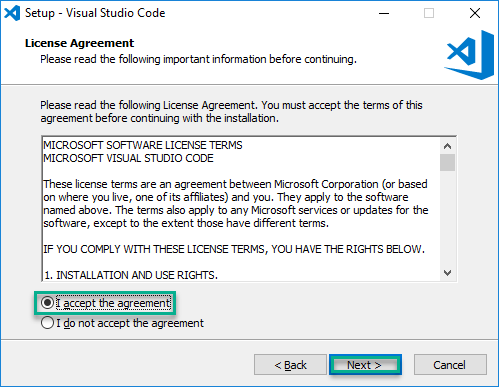 Setup - Visual Studio Code
License Agreement
Please read the following important information before continuing.
Please read the following License Agreement. You must accept the terms of this
agreement before continuing with the installation.
MICROSOFT SOFTWARE LICENSE TERMS
MICROSOFT VISUAL STUDIO CODE
These license terms are an agreement between Microsoft Corporation (or based
on where you live, one of its affiliates) and you. They apply to the software
named above. The terms also apply to any Microsoft services or updates for the
software, except to the extent those have different terms.
IF YOU COMPLY WITH THESE LICENSE TERMS, YOU HAVE THE RIGHTS BELOW.
1. INSTALLATION AND USE RIGHTS.
I accept the agreement
I do not accept the agreement
< Back
Next >
Cancel